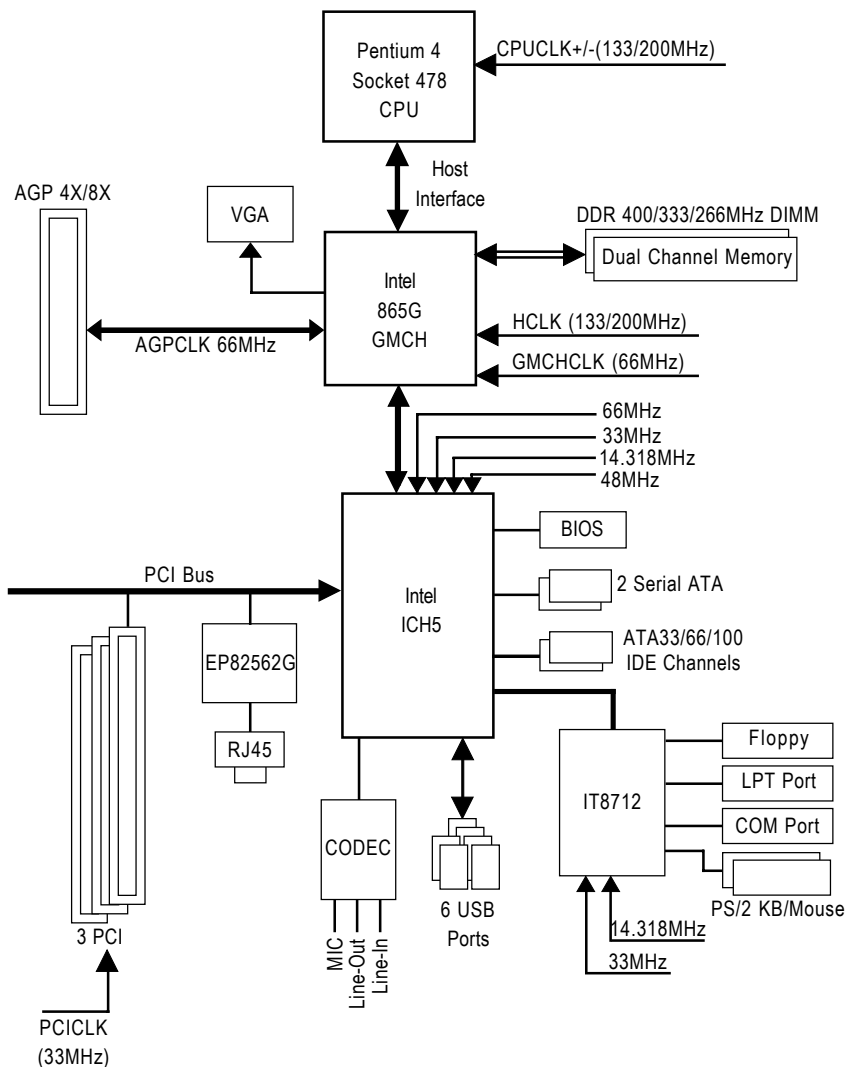 Pentium 4
Socket 478
CPU
CPUCLK+/-(133/200MHz)
Host
Interface
AGP 4X/8X
VGA
DDR 400/333/266MHz DIMM
Dual Channel Memory
Intel
865G
GMCH
AGPCLK 66MHz
HCLK (133/200MHz)
GMCHCLK (66MHz)
66MHz
33MHz
14.318MHz
48MHz
BIOS
PCI Bus
Intel
ICH5
2 Serial ATA
ATA33/66/100
IDE Channels
EP82562G
RJ45
Floppy
LPT Port
IT8712
COM Port
CODEC
PS/2 KB/Mouse
6 USB
Ports
3 PCI
MIC
Line-Out
Line-In
14.318MHz
33MHz
PCICLK
(33MHz)